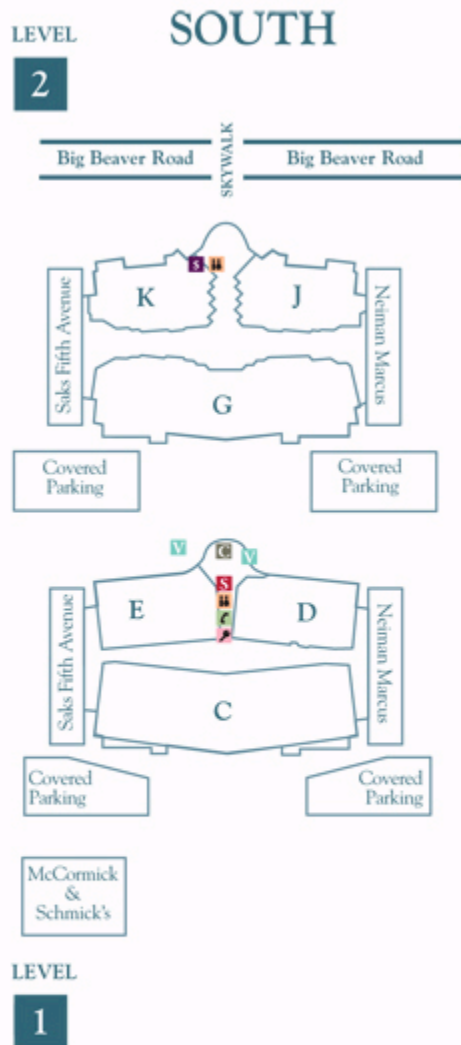 SOUTH
LEVEL
2
SKYWALK
Big Beaver Road
Big Beaver Road
S
K
J
Saks Fifth Avenue
Neiman Marcus
G
Covered
Parking
Covered
Parking
V
C
V
S
E
D
Saks Fifth Avenue
Neiman Marcus
C
Covered
Parking
Covered
Parking
McCormick
&
Schmick's
LEVEL
1